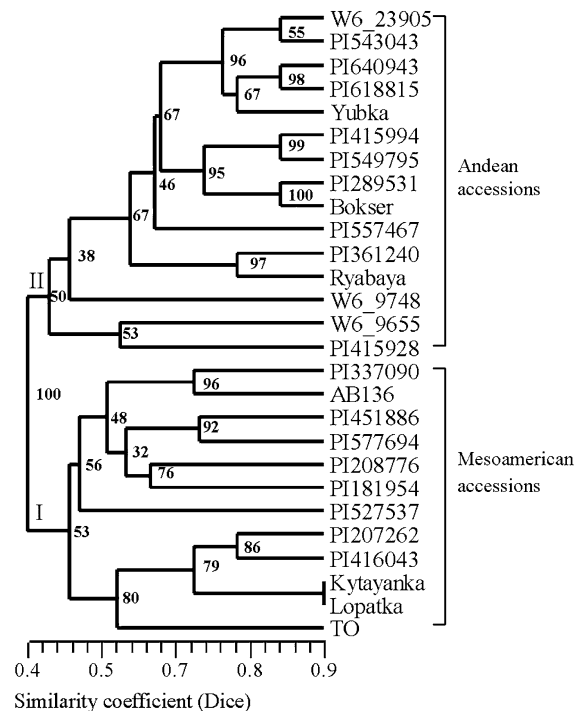 W6_23905
55
PI543043
96
PI640943
98
PI618815
67
Yubka
67
PI415994
99
PI549795
95
PI289531
100
Bokser
46
PI557467
67
PI361240
97
Ryabaya
38
W6_9748
II
50
W6_9655
53
PI415928
Andean
accessions
100
PI337090
96
AB136
48
PI451886
92
PI577694
32
PI208776
76
PI181954
56
PI527537
I
53
PI207262
86
PI416043
79
Kytayanka
Lopatka
80
TO
Mesoamerican
accessions
0.4 0.5 0.7 0.8 0.9
Similarity coefficient (Dice)